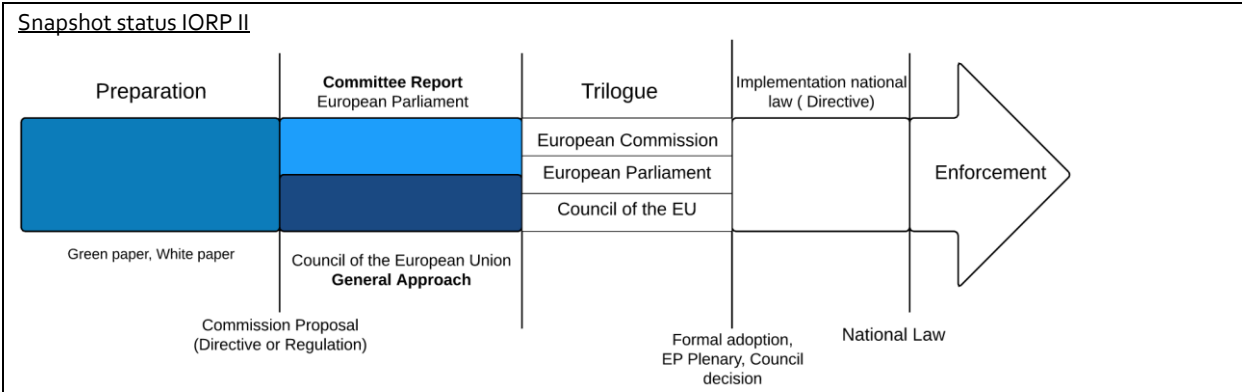 Snapshot status IORP II
Preparation
Committee Report
European Parliament
Trilogue
Implementation national
law ( Directive)
European Commission
European Parliament
Council of the EU
Enforcement
Green paper, White paper
Council of the European Union
General Approach
Commission Proposal
(Directive or Regulation)
Formal adoption,
EP Plenary, Council
decision
National Law